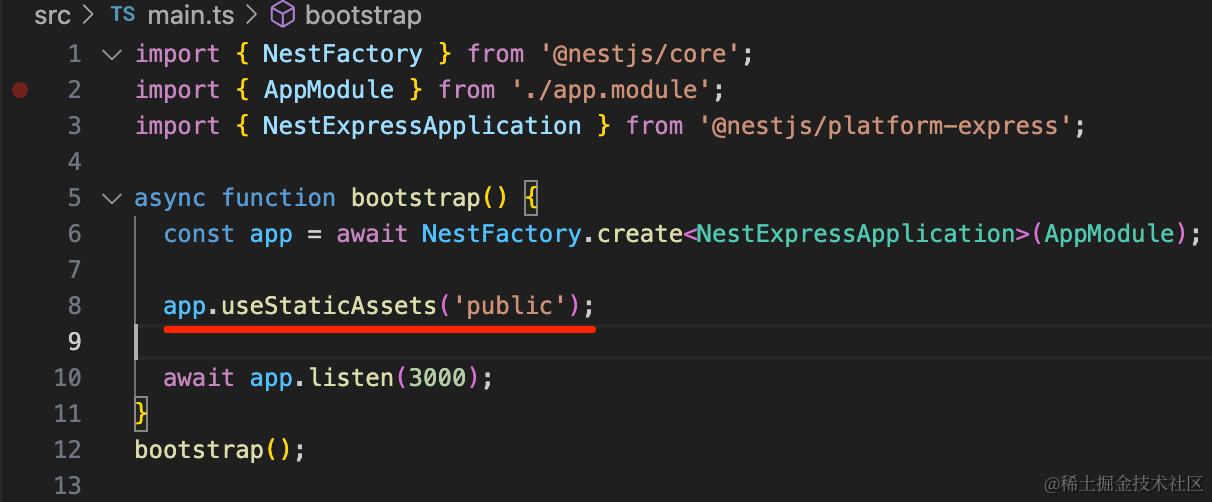 src > TS main.ts > bootstrap
1 import { NestFactory } from '@nestjs/core';
2 import { AppModule } from './app.module';
3 import { NestExpressApplication } from '@nestjs/platform-express';
4
5 async function bootstrap() {
6 const app = await NestFactory.create<NestExpressApplication>(AppModule);
7
8 app.useStaticAssets('public');
9
10 await app.listen(3000);
11 }
12 bootstrap();
13
@稀土掘金技术社区